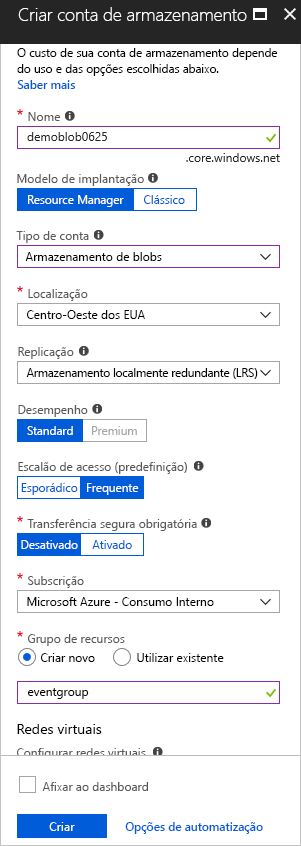 Criar conta de armazenamento
O custo de sua conta de armazenamento depende
do uso e das opções escolhidas abaixo.
Saber mais
* Nome
demoblob0625
.core.windows.net
Modelo de implantação
Resource Manager Clássico
Tipo de conta
Armazenamento de blobs
* Localização
Centro-Oeste dos EUA
Replicação
Armazenamento localmente redundante (LRS)
Desempenho
Standard Premium
Escalão de acesso (predefinição)
Esporádico Frequente
* Transferência segura obrigatória
Desativado Ativado
* Subscrição
Microsoft Azure - Consumo Interno
* Grupo de recursos
Criar novo Utilizar existente
eventgroup
Redes virtuais
Configurar redes virtuais
Afixar ao dashboard
Criar Opções de automatização